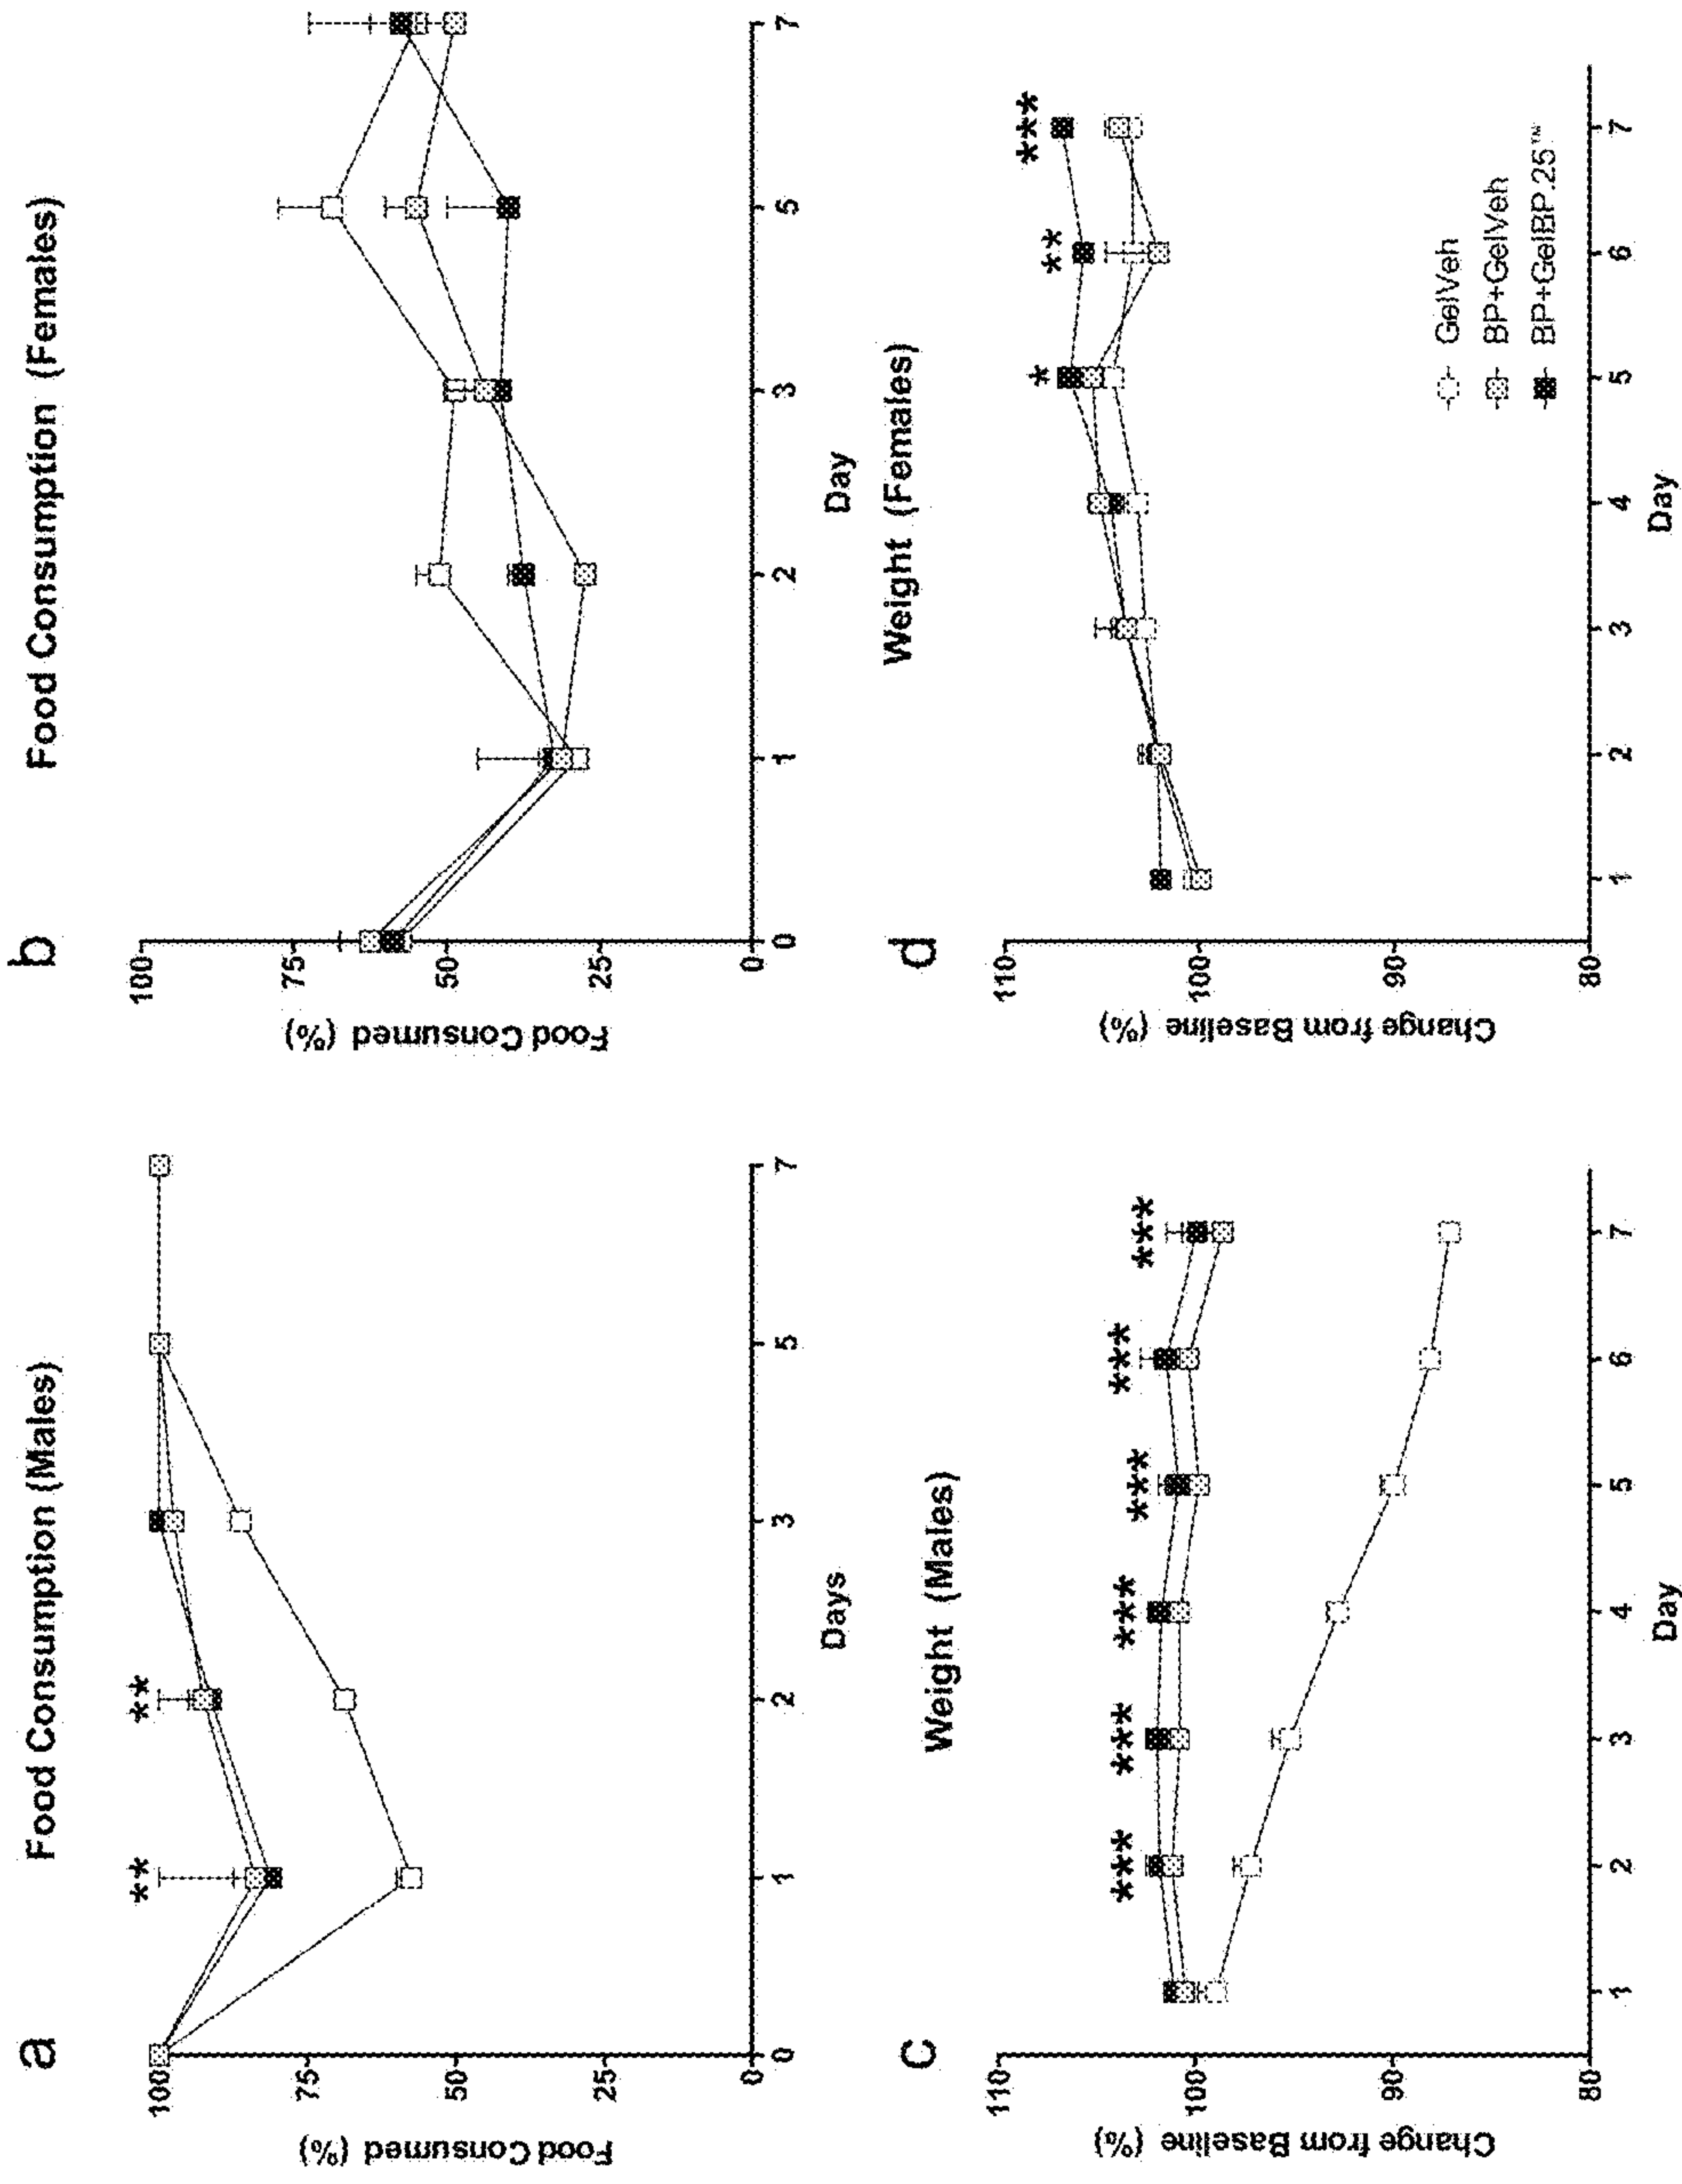 a
Food Consumption (Males)
**
**
100
75
50
25
0
Food Consumed (%)
0
1
2
3
5
7
Days
b
Food Consumption (Females)
100
75
50
25
0
Food Consumed (%)
0
1
2
3
5
7
Day
c
Weight (Males)
***
***
***
***
***
***
110
100
90
80
Change from Baseline (%)
1
2
3
4
5
6
7
Day
d
Weight (Females)
*
**
***
110
100
90
80
Change from Baseline (%)
1
2
3
4
5
6
7
Day
GelVeh
BP+GelVeh
BP+GelBP.25™